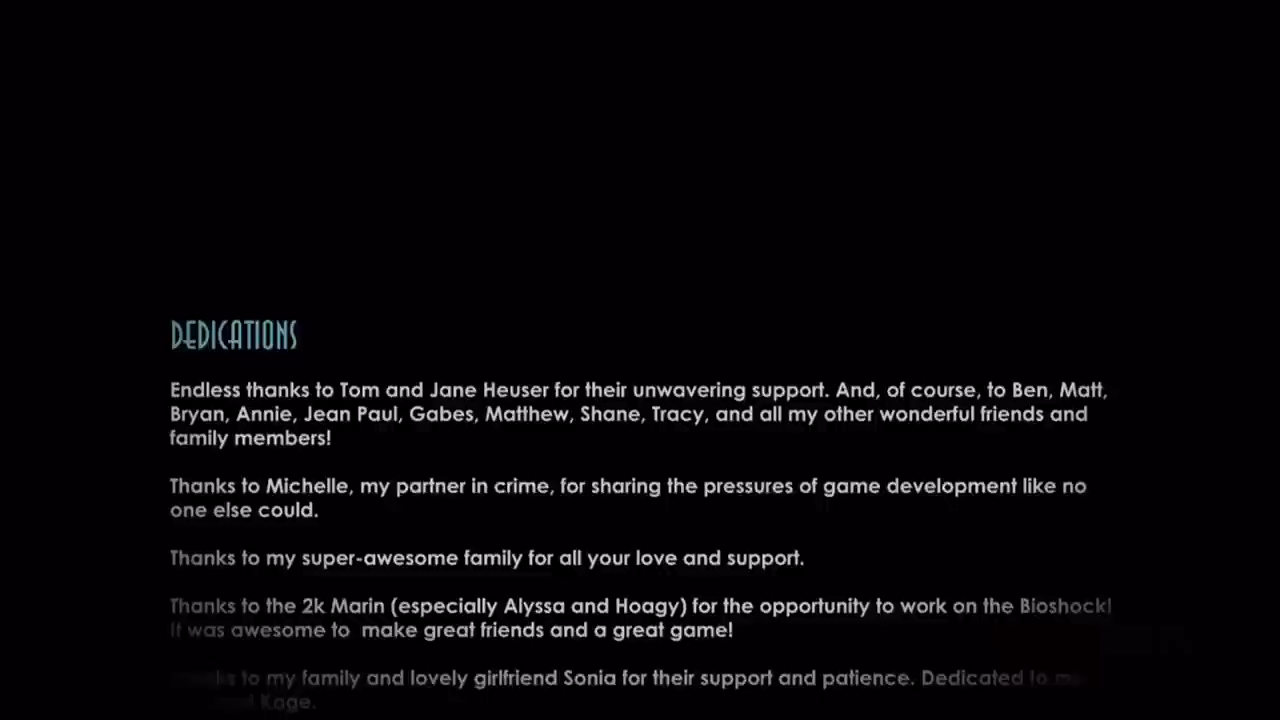 DEDICATIONS
Endless thanks to Tom and Jane Heuser for their unwavering support. And, of course, to Ben, Matt,
Bryan, Annie, Jean Paul, Gabes, Matthew, Shane, Tracy, and all my other wonderful friends and
family members!
Thanks to Michelle, my partner in crime, for sharing the pressures of game development like no
one else could.
Thanks to my super-awesome family for all your love and support.
Thanks to the 2k Marin (especially Alyssa and Hoagy) for the opportunity to work on the Bioshock!
It was awesome to  make great friends and a great game!
to my family and lovely girlfriend Sonia for their support and patience. Dedicated to
and Kage.